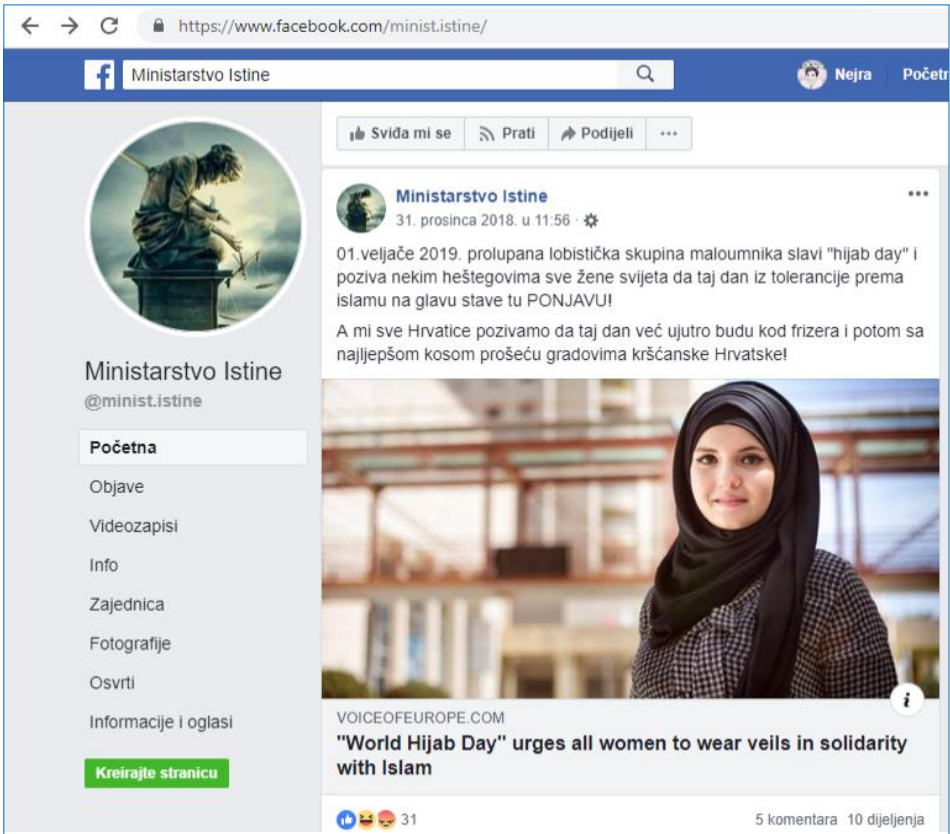 https://www.facebook.com/minist.istine/
Ministarstvo Istine
Nejra
Početn
Sviđa mi se
Prati
Podijeli
Ministarstvo Istine
@minist.istine
Početna
Objave
Videozapisi
Info
Zajednica
Fotografije
Osvrti
Informacije i oglasi
Kreirajte stranicu
Ministarstvo Istine
31. prosinca 2018. u 11:56 ·
01.veljače 2019. prolupana lobistička skupina maloumnika slavi "hijab day" i
poziva nekim heštegovima sve žene svijeta da taj dan iz tolerancije prema
islamu na glavu stave tu PONJAVU!
A mi sve Hrvatice pozivamo da taj dan već ujutro budu kod frizera i potom sa
najljepšom kosom prošeću gradovima kršćanske Hrvatske!
VOICEOFEUROPE.COM
"World Hijab Day" urges all women to wear veils in solidarity
with Islam
31
5 komentara 10 dijeljenja